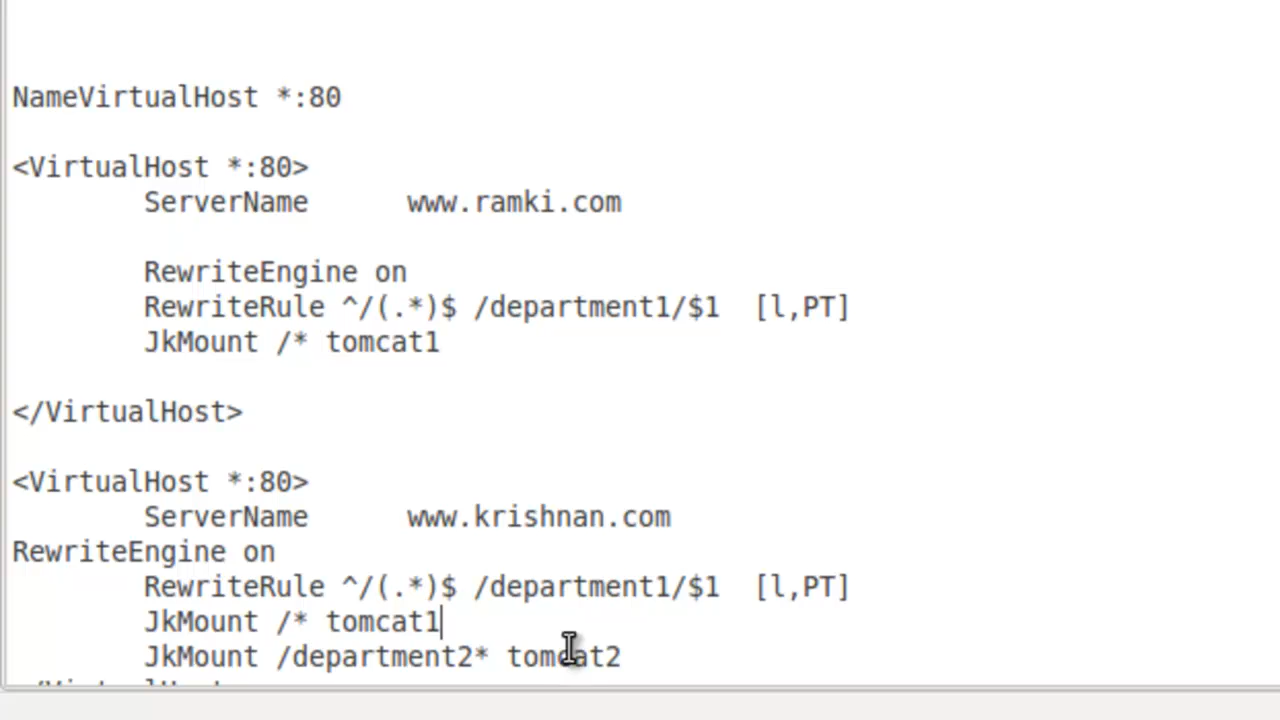 NameVirtualHost *:80
<VirtualHost *:80>
ServerName www.ramki.com
RewriteEngine on
RewriteRule ^/(.*)$ /department1/$1 [l,PT]
JkMount /* tomcat1
</VirtualHost>
<VirtualHost *:80>
ServerName www.krishnan.com
RewriteEngine on
RewriteRule ^/(.*)$ /department1/$1 [l,PT]
JkMount /* tomcat1
JkMount /department2* tomcat2